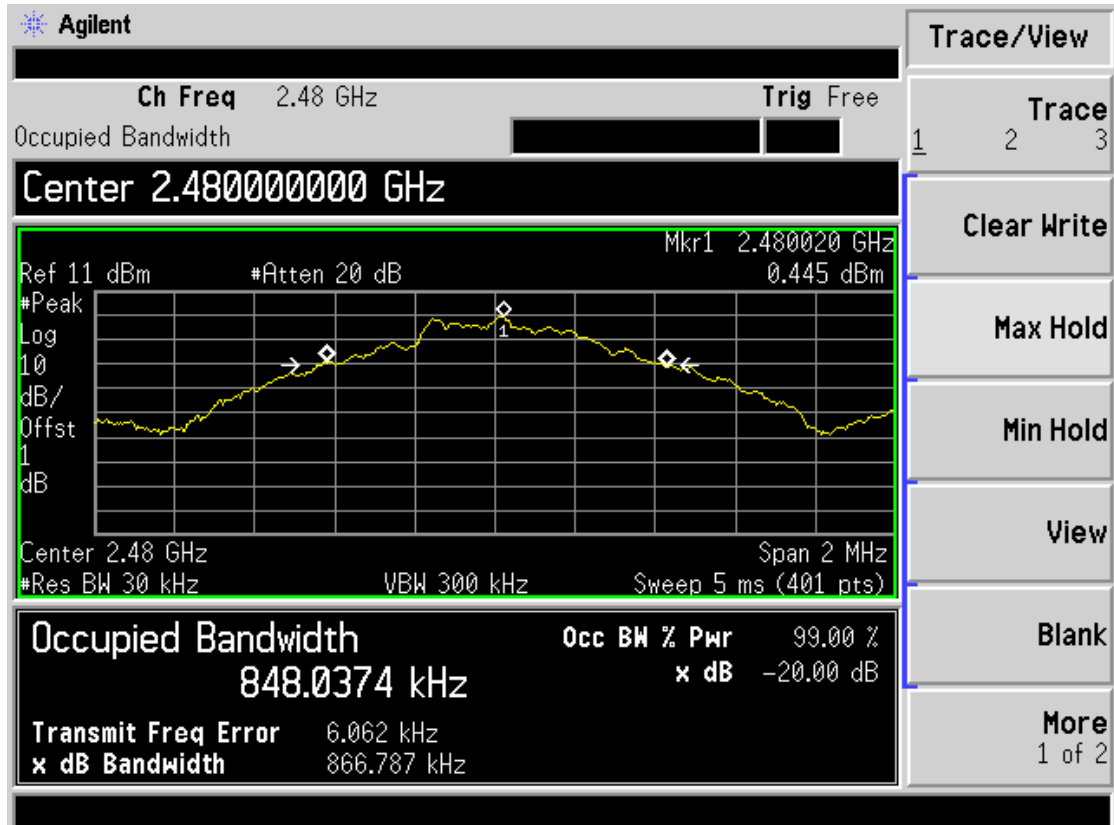 Agilent
Trace/View
Ch Freq 2.48 GHz Trig Free
Occupied Bandwidth
Trace
1 2 3
Center 2.480000000 GHz
Clear Write
Mkr1 2.480020 GHz
Ref 11 dBm #Atten 20 dB 0.445 dBm
#Peak
Log
10
dB/
Offst
1
dB
1
Max Hold
Min Hold
View
Center 2.48 GHz Span 2 MHz
#Res BW 30 kHz VBW 300 kHz Sweep 5 ms (401 pts)
Blank
Occupied Bandwidth Occ BW % Pwr 99.00 %
848.0374 kHz x dB -20.00 dB
Transmit Freq Error 6.062 kHz
x dB Bandwidth 866.787 kHz
More
1 of 2